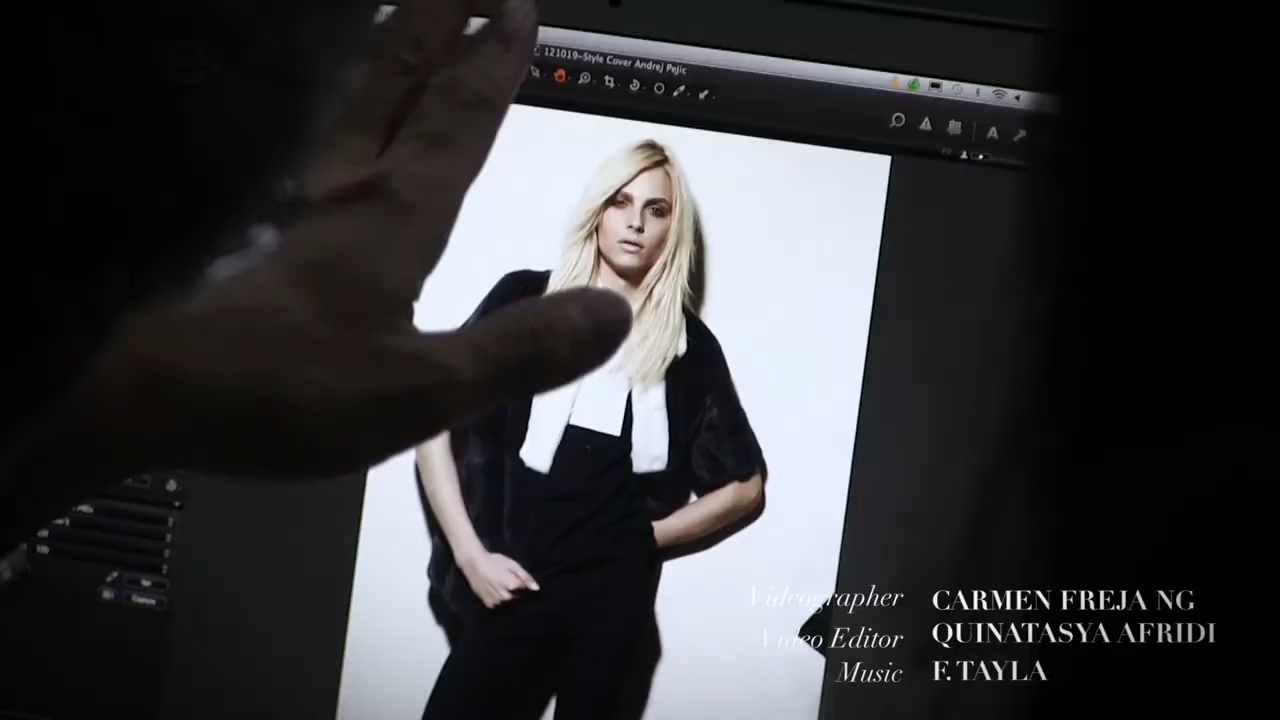 121019-Style Cover Andrej Pejic
Videographer CARMEN FREJA NG
Video Editor QUINATASYA AFRIDI
Music F. TAYLA